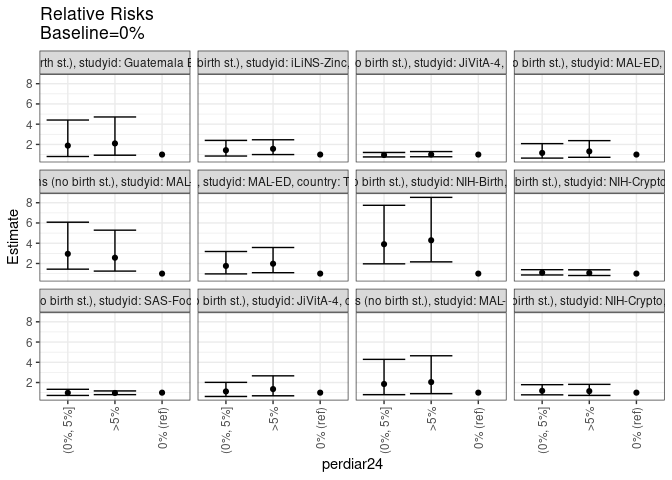 Relative Risks
Baseline=0%
rth st.), studyid: Guatemala
birth st.), studyid: iLiNS-Zinc,
o birth st.), studyid: JiVitA-4,
o birth st.), studyid: MAL-ED,
8
6
4
2
ns (no birth st.), studyid: MAL-
, studyid: MAL-ED, country: T
o birth st.), studyid: NIH-Birth,
birth st.), studyid: NIH-Crypto
8
6
4
2
Estimate
o birth st.), studyid: SAS-Foo
birth st.), studyid: JiVitA-4, c
s (no birth st.), studyid: MAL-
birth st.), studyid: NIH-Crypto,
8
6
4
2
(0%, 5%]
>5%
0% (ref)
(0%, 5%]
>5%
0% (ref)
(0%, 5%]
>5%
0% (ref)
(0%, 5%]
>5%
0% (ref)
perdiar24